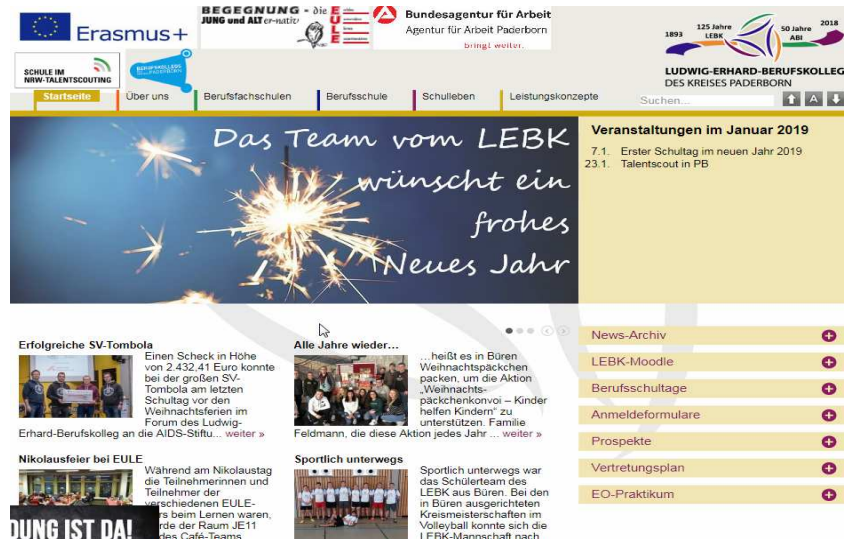 Erasmus+
BEGEGNUNG - die EULE
JUNG und ALTer-nativ
Bundesagentur für Arbeit
Agentur für Arbeit Paderborn
bringt weiter.
1893
125 Jahre
LEBK
50 Jahre
ABI
2018
LUDWIG-ERHARD-BERUFSKOLLEG
DES KREISES PADERBORN
SCHULE IM
NRW-TALENTSCOUTING
BERUFSKOLLEGS
Startseite
Über uns
Berufsfachschulen
Berufsschule
Schulleben
Leistungskonzepte
Suchen...
A
Das Team vom LEBK
wünscht ein
frohes
Neues Jahr
Veranstaltungen im Januar 2019
7.1. Erster Schultag im neuen Jahr 2019
23.1. Talentscout in PB
Erfolgreiche SV-Tombola
Einen Scheck in Höhe
von 2.432,41 Euro konnte
bei der großen SV-
Tombola am letzten
Schultag vor den
Weihnachtsferien im
Forum des Ludwig-
Erhard-Berufskolleg an die AIDS-Stiftu... weiter »
Alle Jahre wieder...
...heißt es in Büren
Weihnachtspäckchen
packen, um die Aktion
„Weihnachts-
päckchenkonvoi – Kinder
helfen Kindern“ zu
unterstützen. Familie
Feldmann, die diese Aktion jedes Jahr ... weiter »
Nikolausfeier bei EULE
Während am Nikolaustag
die Teilnehmerinnen und
Teilnehmer der
verschiedenen EULE-
rs beim Lernen waren,
rde der Raum JE11
des Café-Teams
DUNG IST DA!
Sportlich unterwegs
Sportlich unterwegs war
das Schülerteam des
LEBK aus Büren. Bei den
in Büren ausgerichteten
Kreismeisterschaften im
Volleyball konnte sich die
LEBK-Mannschaft nach
News-Archiv
LEBK-Moodle
Berufsschultage
Anmeldeformulare
Prospekte
Vertretungsplan
EO-Praktikum